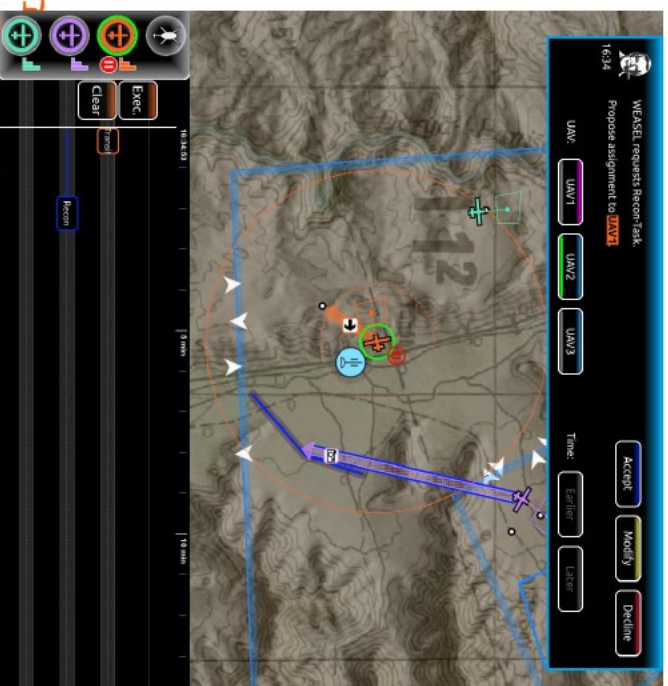 WEASEL requests Recon-Task.
Propose assignment to UAV1.
16:34
Accept
Modify
Decline
UAV:
UAV1
UAV2
UAV3
Time:
Earlier
Later
112
16:34:53
5 min
10 min
Exec.
Clear
Transi
Recon